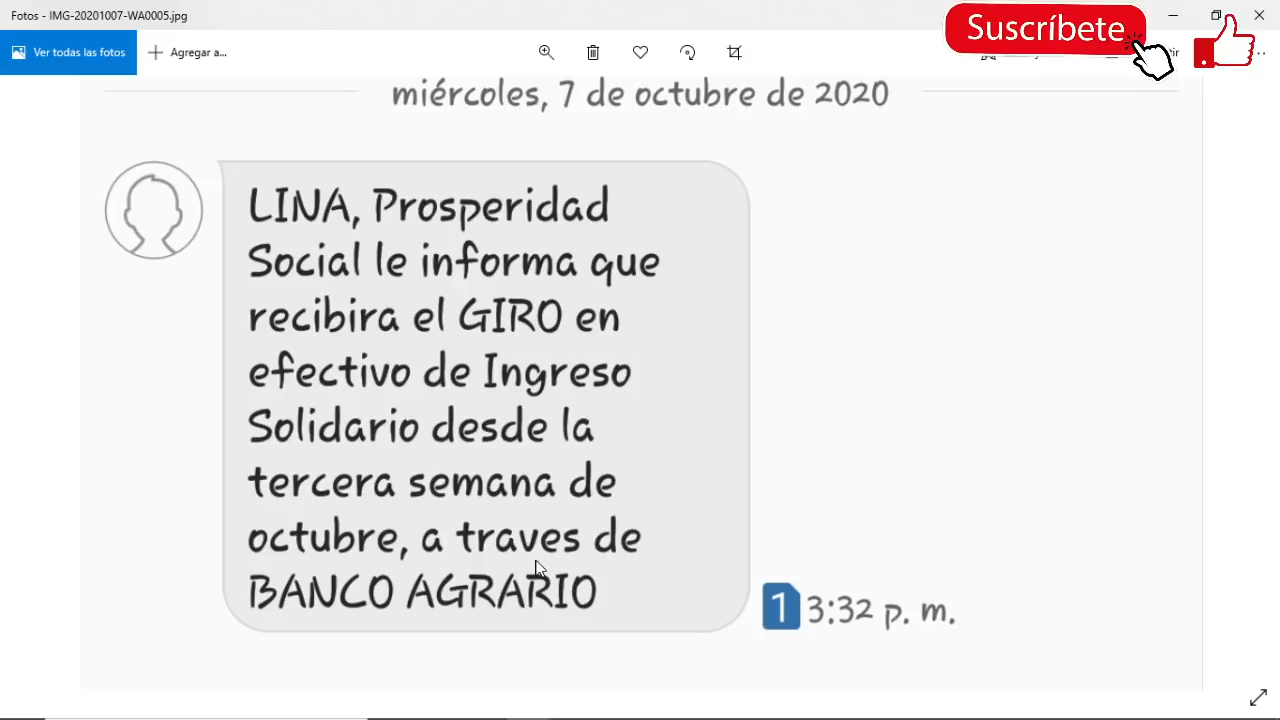 Fotos - IMG-20201007-WA0005.jpg
Suscríbete
Ver todas las fotos
Agregar a...
miércoles, 7 de octubre de 2020
LINA, Prosperidad
Social le informa que
recibira el GIRO en
efectivo de Ingreso
Solidario desde la
tercera semana de
octubre, a traves de
BANCO AGRARIO
1 3:32 p. m.